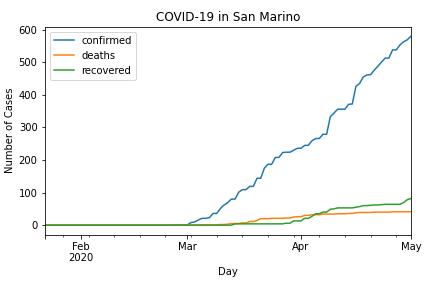 COVID-19 in San Marino
confirmed
deaths
recovered
Number of Cases
600
500
400
300
200
100
0
Feb
2020
Mar
Apr
May
Day